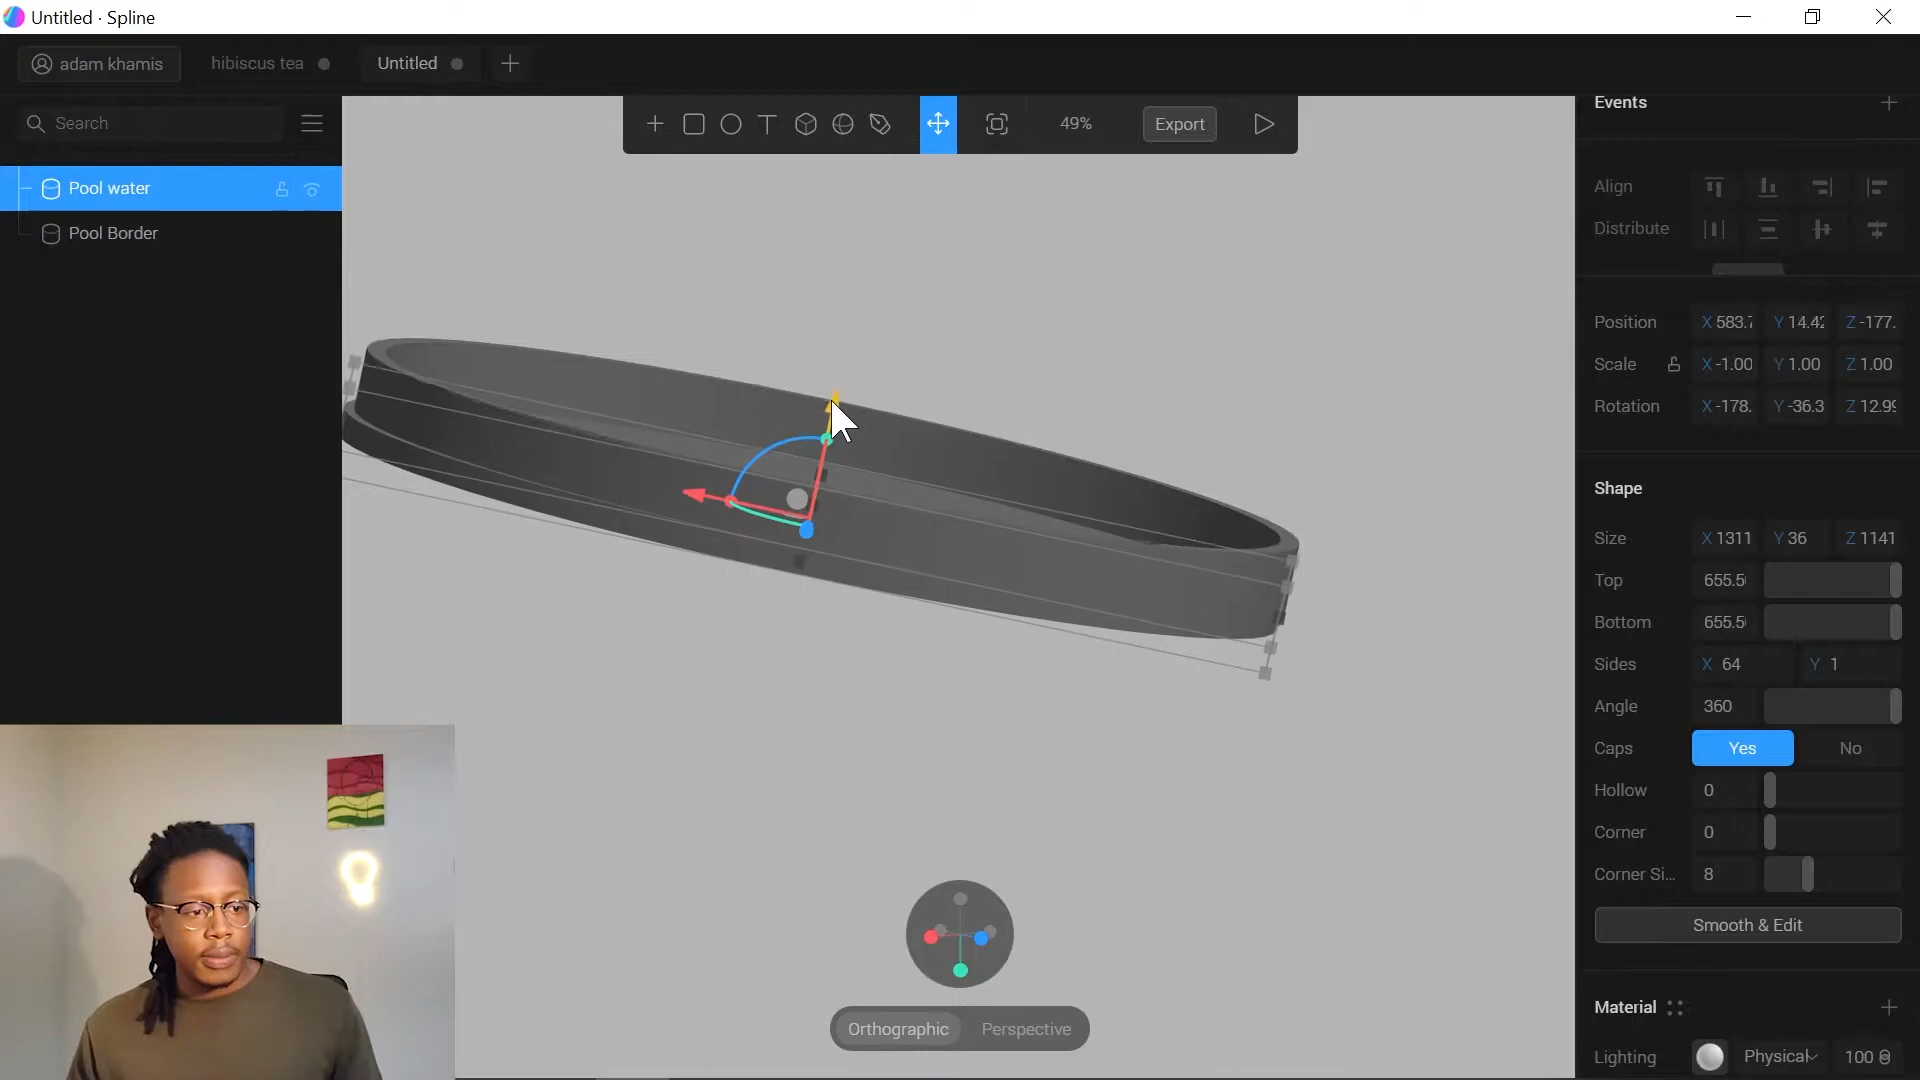 Untitled · Spline
adam khamis
hibiscus tea
Untitled
Search
49%
Export
Events
Pool water
Pool Border
Align
Distribute
Position X 583.7 Y 14.42 Z -177.
Scale X -1.00 Y 1.00 Z 1.00
Rotation X -178. Y -36.3 Z 12.99
Shape
Size X 1311 Y 36 Z 1141
Top 655.5
Bottom 655.5
Sides X 64 Y 1
Angle 360
Caps Yes No
Hollow 0
Corner 0
Corner Si... 8
Smooth & Edit
Material
Lighting Physical 100
Orthographic Perspective